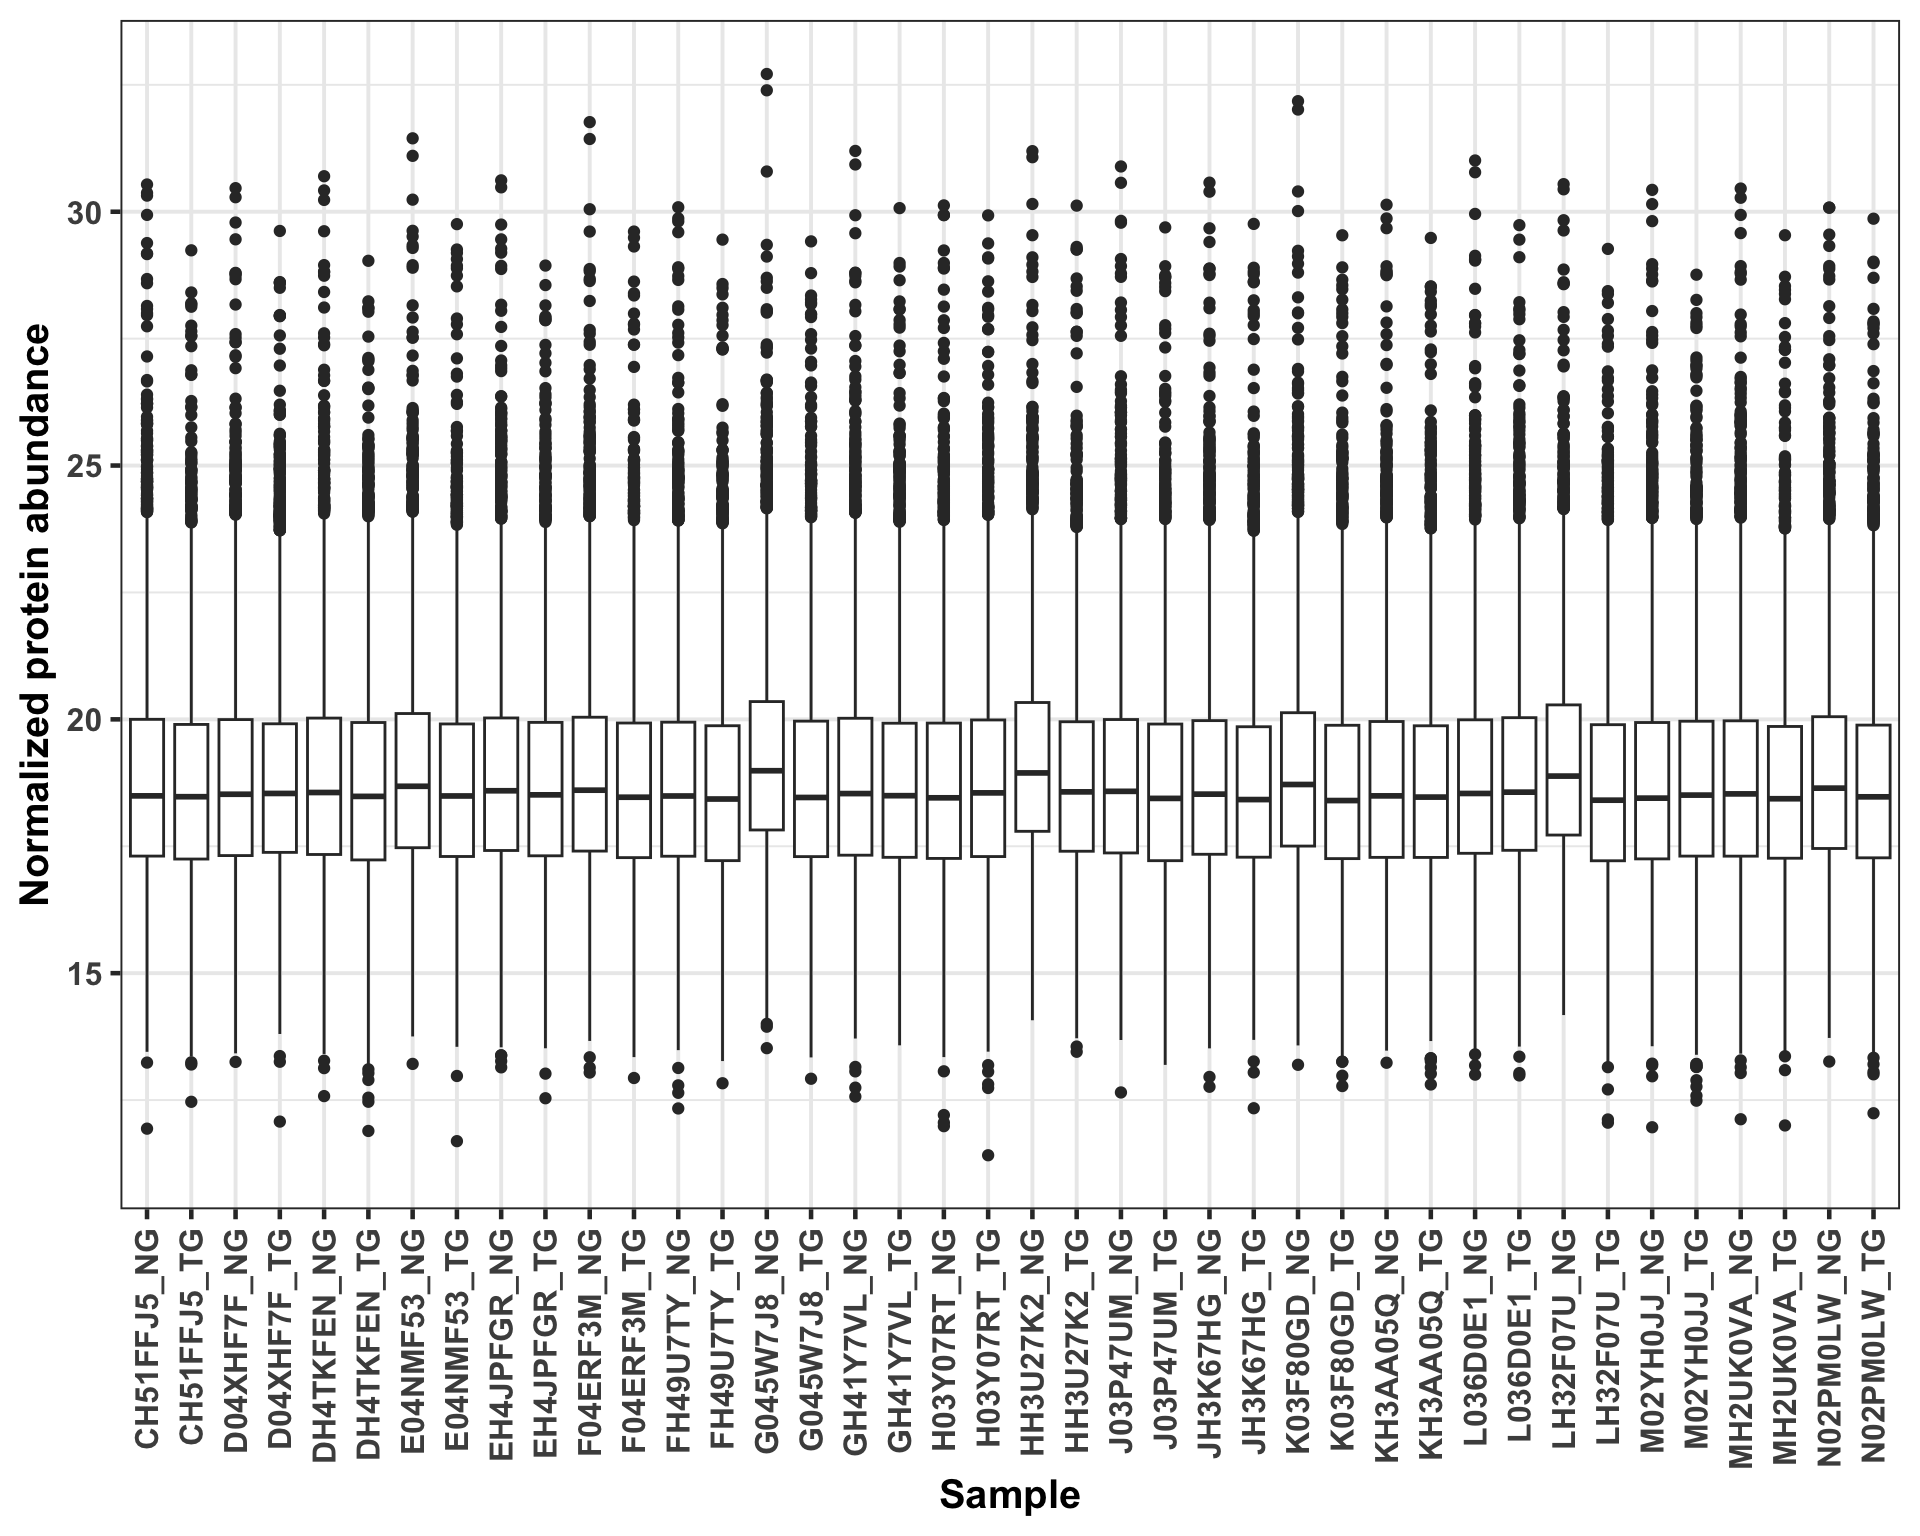 Normalized protein abundance
30
25
20
15
CH51FFJ5_NG
CH51FFJ5_TG
D04XHF7F_NG
D04XHF7F_TG
DH4TKFEN_NG
DH4TKFEN_TG
E04NMF53_NG
E04NMF53_TG
EH4JPFGR_NG
EH4JPFGR_TG
F04ERF3M_NG
F04ERF3M_TG
FH49U7TY_NG
FH49U7TY_TG
G045W7J8_NG
G045W7J8_TG
GH41Y7VL_NG
GH41Y7VL_TG
H03Y07RT_NG
H03Y07RT_TG
HH3U27K2_NG
HH3U27K2_TG
J03P47UM_NG
J03P47UM_TG
JH3K67HG_NG
JH3K67HG_TG
K03F80GD_NG
K03F80GD_TG
KH3AA05Q_NG
KH3AA05Q_TG
L036D0E1_NG
L036D0E1_TG
LH32F07U_NG
LH32F07U_TG
M02YH0JJ_NG
M02YH0JJ_TG
MH2UK0VA_NG
MH2UK0VA_TG
N02PM0LW_NG
N02PM0LW_TG
Sample